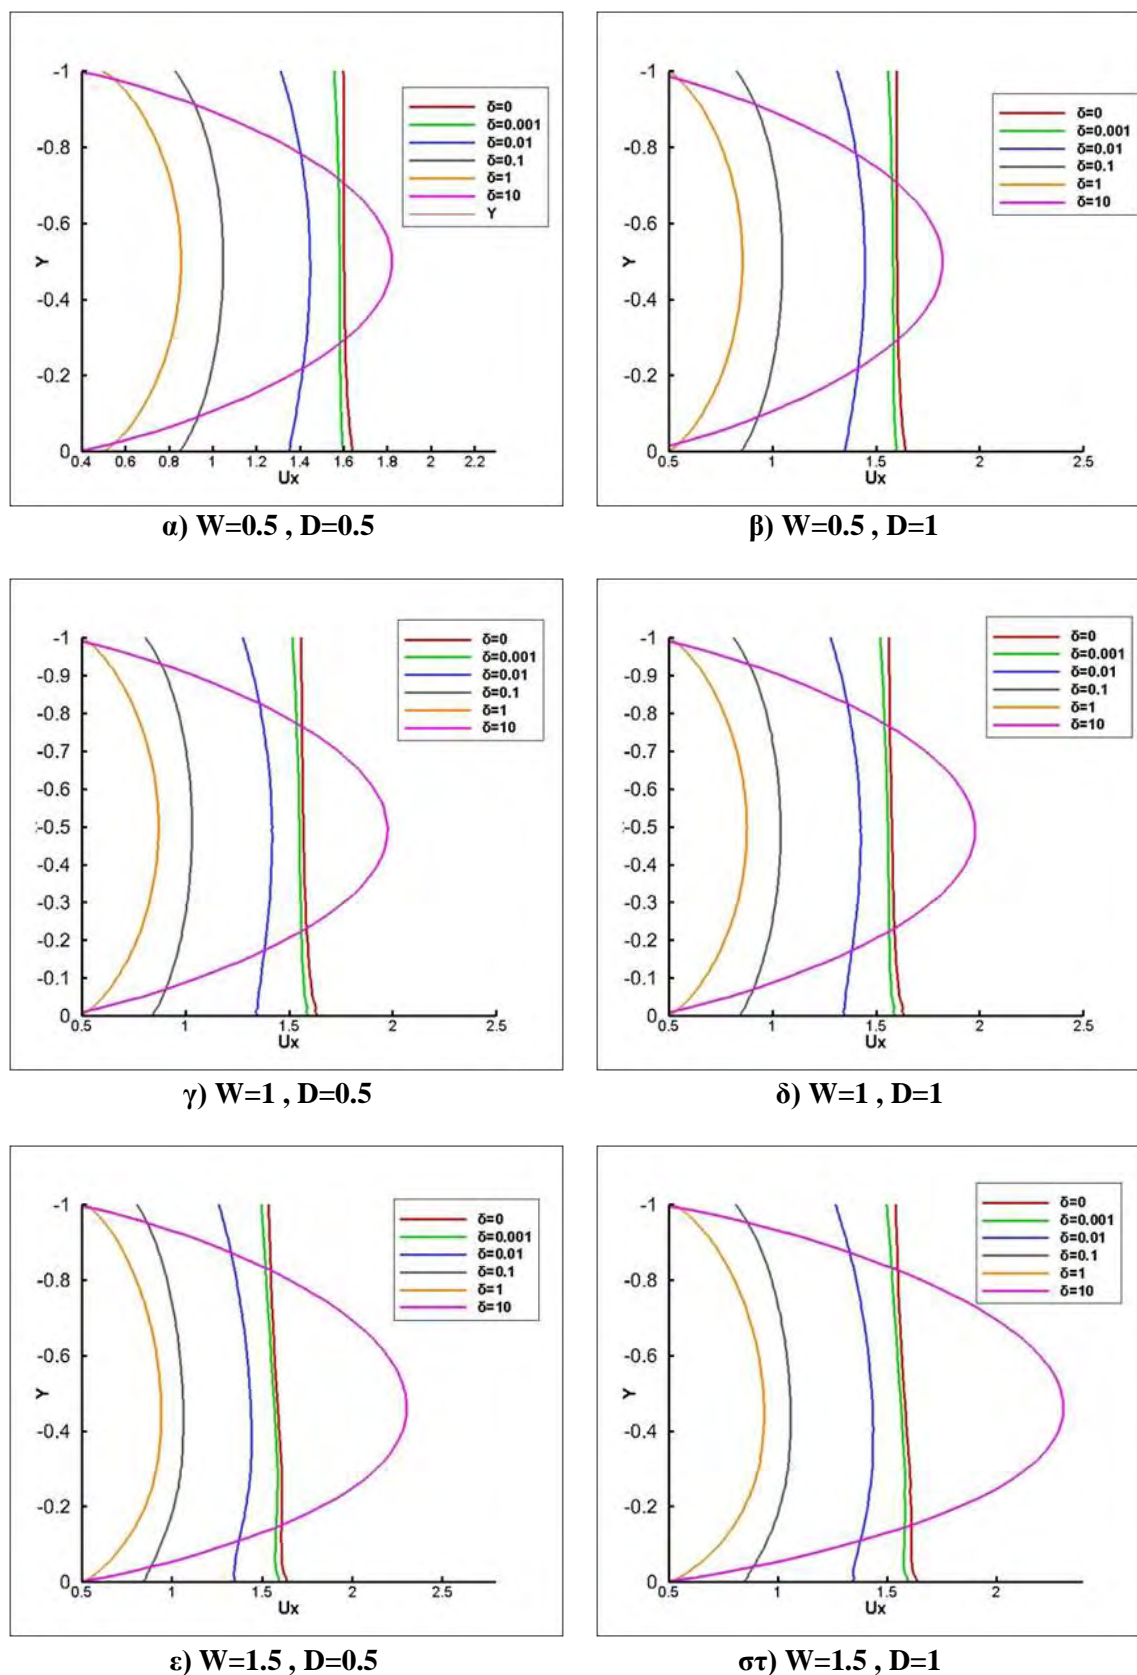 -1
-0.8
-0.6
-0.4
-0.2
0
Y
0.4 0.6 0.8 1 1.2 1.4 1.6 1.8 2 2.2
Ux
δ=0
δ=0.001
δ=0.01
δ=0.1
δ=1
δ=10
Y
α) W=0.5 , D=0.5
-1
-0.8
-0.6
-0.4
-0.2
0
Y
0.5 1 1.5 2 2.5
Ux
δ=0
δ=0.001
δ=0.01
δ=0.1
δ=1
δ=10
β) W=0.5 , D=1
-1
-0.9
-0.8
-0.7
-0.6
-0.5
-0.4
-0.3
-0.2
-0.1
0
0.5 1 1.5 2 2.5
Ux
δ=0
δ=0.001
δ=0.01
δ=0.1
δ=1
δ=10
γ) W=1 , D=0.5
-1
-0.9
-0.8
-0.7
-0.6
-0.5
-0.4
-0.3
-0.2
-0.1
0
0.5 1 1.5 2 2.5
Ux
δ=0
δ=0.001
δ=0.01
δ=0.1
δ=1
δ=10
δ) W=1 , D=1
-1
-0.8
-0.6
-0.4
-0.2
0
Y
0.5 1 1.5 2 2.5
Ux
δ=0
δ=0.001
δ=0.01
δ=0.1
δ=1
δ=10
ε) W=1.5 , D=0.5
-1
-0.8
-0.6
-0.4
-0.2
0
Y
0.5 1 1.5 2
Ux
δ=0
δ=0.001
δ=0.01
δ=0.1
δ=1
δ=10
στ) W=1.5 , D=1